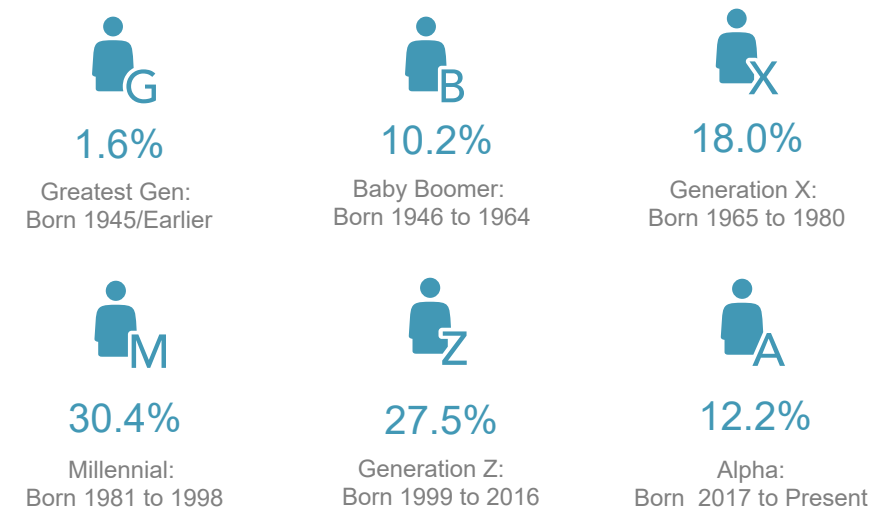 G
1.6%
Greatest Gen:
Born 1945/Earlier
B
10.2%
Baby Boomer:
Born 1946 to 1964
X
18.0%
Generation X:
Born 1965 to 1980
M
30.4%
Millennial:
Born 1981 to 1998
Z
27.5%
Generation Z:
Born 1999 to 2016
A
12.2%
Alpha:
Born  2017 to Present